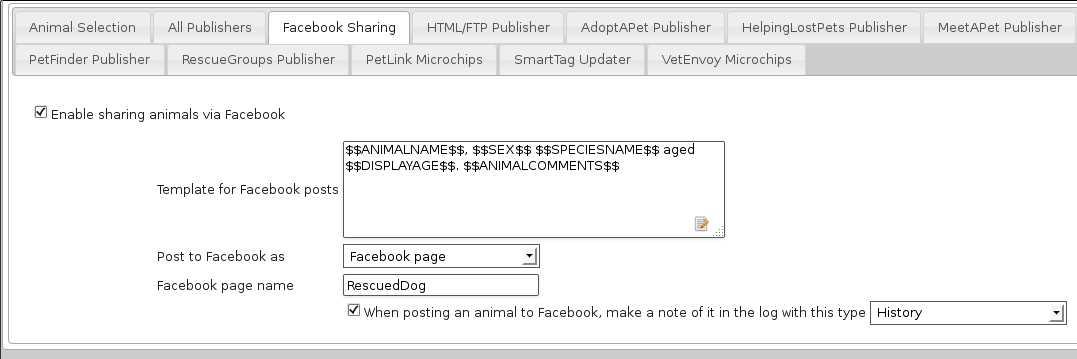 Animal Selection All Publishers Facebook Sharing HTML/FTP Publisher AdoptAPet Publisher HelpingLostPets Publisher MeetAPet Publisher
PetFinder Publisher RescueGroups Publisher PetLink Microchips SmartTag Updater VetEnvoy Microchips
Enable sharing animals via Facebook
$$ANIMALNAME$$, $$SEX$$ $$SPECIESNAME$$ aged
$$DISPLAYAGE$$. $$ANIMALCOMMENTS$$
Template for Facebook posts
Post to Facebook as Facebook page
Facebook page name RescuedDog
When posting an animal to Facebook, make a note of it in the log with this type History